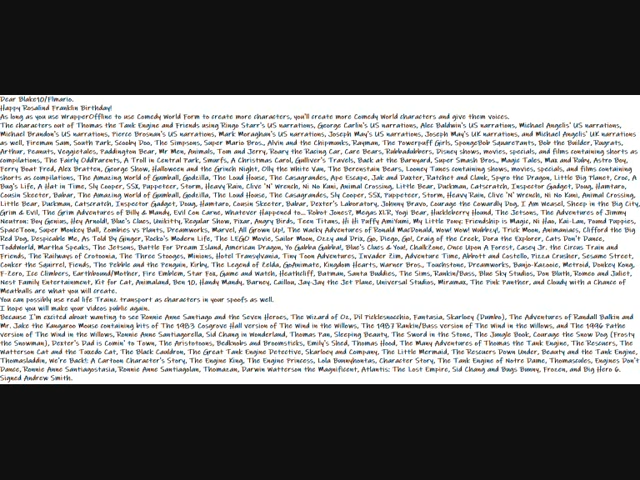 Dear Blake10/Flmario.
Happy Rosalind Franklin Birthday!
As long as you use WrapperOffline to use Comedy World Form to create more characters, you'll create more Comedy World characters and give them voices.
The characters out of Thomas the Tank Engine and Friends using Ringo Starr's US narrations, George Carlin's US narrations, Alec Baldwin's US narrations, Michael Angelis' US narrations,
Michael Brandon's US narrations, Pierce Brosnan's US narrations, Mark Moraghan's US narrations, Joseph May's US narrations, Joseph May's UK narrations, and Michael Angelis' UK narrations
as well, Fireman Sam, South Park, Scooby Doo, The Simpsons, Super Mario Bros., Alvin and the Chipmunks, Rayman, The Powerpuff Girls, SpongeBob SquarePants, Bob the Builder, Rugrats,
Arthur, Peanuts, Veggietales, Paddington Bear, Mr Men, Animals, Tom and Jerry, Roary the Racing Car, Care Bears, Rubbadubbers, Disney shows, movies, specials, and films containing shorts as
compilations, The Fairly OddParents, A Troll in Central Park, Smurfs, A Christmas Carol, Gulliver's Travels, Back at the Barnyard, Super Smash Bros., Magic Tales, Max and Ruby, Astro Boy,
Ferry Boat Fred, Alex Bratten, George Show, Halloween and the Grinch Night, Olly the White Van, The Berenstain Bears, Looney Tunes containing shows, movies, specials, and films containing
shorts as compilations, The Amazing World of Gumball, Godzilla, The Loud House, The Casagrandes, Ape Escape, Jak and Daxter, Ratchet and Clank, Spyro the Dragon, Little Big Planet, Croc, A
Bug's Life, A Hat in Time, Sly Cooper, SSX, Puppeteer, Storm, Heavy Rain, Clive 'N' Wrench, Ni No Kuni, Animal Crossing, Little Bear, Duckman, Catscratch, Inspector Gadget, Doug, Hamtaro,
Cousin Skeeter, Babar, The Amazing World of Gumball, Godzilla, The Loud House, The Casagrandes, Sly Cooper, SSX, Puppeteer, Storm, Heavy Rain, Clive 'N' Wrench, Ni No Kuni, Animal Crossing,
Little Bear, Duckman, Catscratch, Inspector Gadget, Doug, Hamtaro, Cousin Skeeter, Babar, Dexter's Laboratory, Johnny Bravo, Courage the Cowardly Dog, I Am Weasel, Sheep in the Big City,
Grim & Evil, The Grim Adventures of Billy & Mandy, Evil Con Carne, Whatever Happened to... Robot Jones?, Megas XLR, Yogi Bear, Huckleberry Hound, The Jetsons, The Adventures of Jimmy
Neutron: Boy Genius, Hey Arnold!, Blue's Clues, Unikitty, Regular Show, Pixar, Angry Birds, Teen Titans, Hi Hi Puffy AmiYumi, My Little Pony: Friendship is Magic, Ni Hao, Kai-Lan, Pound Puppies,
SpaceToon, Super Monkey Ball, Zombies vs Plants, Dreamworks, Marvel, All Grown Up!, The Wacky Adventures of Ronald MacDonald, Wow! Wow! Wubbzy!, Trick Moon, Animaniacs, Clifford the Big
Red Dog, Despicable Me, As Told By Ginger, Rocko's Modern Life, The LEGO Movie, Sailor Moon, Ozzy and Drix, Go, Diego, Go!, Craig of the Creek, Dora the Explorer, Cats Don't Dance,
Toddworld, Martha Speaks, The Jetsons, Battle For Dream Island, American Dragon, Yo Gabba Gabba!, Blue's Clues & You!, ChalkZone, Once Upon A Forest, Casey Jr. the Circus Train and
Friends, The Railways of Crotoonia, The Three Stooges, Minions, Hotel Transylvania, Tiny Toon Adventures, Invader Zim, Adventure Time, Abbott and Costello, Pizza Crusher, Sesame Street,
Peaker the Squirrel, Fiends, The Pebble and the Penguin, Kirby, The Legend of Zelda, GoAnimate, Kingdom Hearts, Warner Bros., Touchstone, Dreamworks, Banjo-Kazooie, Metroid, Donkey Kong,
F-Zero, Ice Climbers, Earthbound/Mother, Fire Emblem, Star Fox, Game and Watch, Heathcliff, Batman, Santa Buddies, The Sims, Rankin/Bass, Blue Sky Studios, Don Bluth, Romeo and Juliet,
Nest Family Entertainment, Kit for Cat, Animaland, Ben 10, Handy Mandy, Barney, Caillou, Jay-Jay the Jet Plane, Universal Studios, Miramax, The Pink Panther, and Cloudy with a Chance of
Meatballs are what you will create.
You can possibly use real life Trainz transport as characters in your spoofs as well.
I hope you will make your videos public again.
Because I'm excited about wanting to see Ronnie Anne Santiago and the Seven Heroes, The Wizard of Oz, Dil Picklesnocchio, Fantasia, Skarloey (Dumbo), The Adventures of Randall Balkin and
Mr. Jake the Kangaroo Mouse containing bits of The 1983 Cosgrove Hall version of The Wind in the Willows, The 1987 Rankin/Bass version of The Wind in the Willows, and The 1996 Pathe
version of The Wind in the Willows, Ronnie Anne Santiagorella, Sid Chang in Wonderland, Thomas Pan, Sleeping Beauty, The Sword in the Stone, The Jungle Book, Courage the Snow Dog (Frosty
the Snowman), Dexter's Dad is Comin' to Town, The Aristotoons, Bedknobs and Broomsticks, Emily's Shed, Thomas Hood, The Many Adventures of Thomas the Tank Engine, The Rescuers, The
Watterson Cat and the Tuxedo Cat, The Black Cauldron, The Great Tank Engine Detective, Skarloey and Company, The Little Mermaid, The Rescuers Down Under, Beauty and the Tank Engine,
Thomasladdin, We're Back!: A Cartoon Character's Story, The Engine King, The Engine Princess, Lola Bunnyhontas, Character Story, The Tank Engine of Notre Dame, Thomascules, Engines Don't
Dance, Ronnie Anne Santiagostasia, Ronnie Anne Santiagolan, Thomaszan, Darwin Watterson the Magnificent, Atlantis: The Lost Empire, Sid Chang and Bugs Bunny, Frozen, and Big Hero 6.
Signed Andrew Smith.